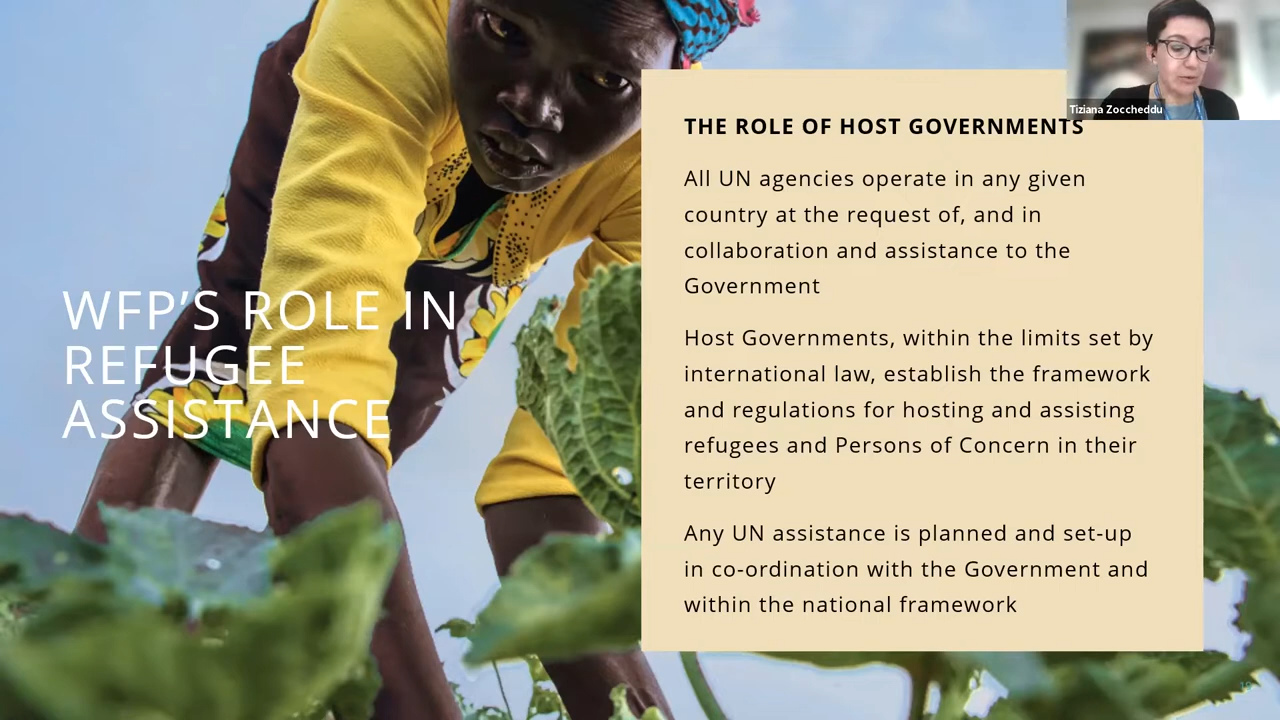 Tiziana Zoccheddu
THE ROLE OF HOST GOVERNMENTS
All UN agencies operate in any given
country at the request of, and in
collaboration and assistance to the
Government
Host Governments, within the limits set by
international law, establish the framework
and regulations for hosting and assisting
refugees and Persons of Concern in their
territory
Any UN assistance is planned and set-up
in co-ordination with the Government and
within the national framework
WFP’S ROLE IN
REFUGEE
ASSISTANCE